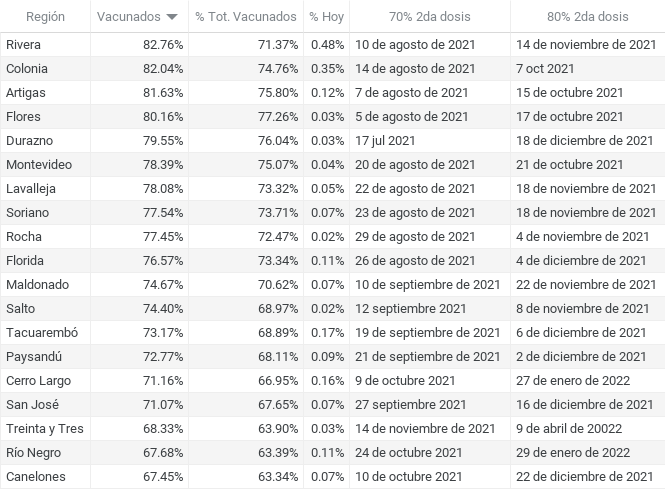 Región Vacunados % Tot. Vacunados % Hoy 70% 2da dosis 80% 2da dosis
Rivera 82.76% 71.37% 0.48% 10 de agosto de 2021 14 de noviembre de 2021
Colonia 82.04% 74.76% 0.35% 14 de agosto de 2021 7 oct 2021
Artigas 81.63% 75.80% 0.12% 7 de agosto de 2021 15 de octubre 2021
Flores 80.16% 77.26% 0.03% 5 de agosto de 2021 17 de octubre 2021
Durazno 79.55% 76.04% 0.03% 17 jul 2021 18 de diciembre de 2021
Montevideo 78.39% 75.07% 0.04% 20 de agosto de 2021 21 de octubre 2021
Lavalleja 78.08% 73.32% 0.05% 22 de agosto de 2021 18 de noviembre de 2021
Soriano 77.54% 73.71% 0.07% 23 de agosto de 2021 18 de noviembre de 2021
Rocha 77.45% 72.47% 0.02% 29 de agosto de 2021 4 de noviembre de 2021
Florida 76.57% 73.34% 0.11% 26 de agosto de 2021 4 de diciembre de 2021
Maldonado 74.67% 70.62% 0.07% 10 de septiembre de 2021 22 de noviembre de 2021
Salto 74.40% 68.97% 0.02% 12 septiembre 2021 8 de noviembre de 2021
Tacuarembó 73.17% 68.89% 0.17% 19 de septiembre de 2021 6 de diciembre de 2021
Paysandú 72.77% 68.11% 0.09% 21 de septiembre de 2021 2 de diciembre de 2021
Cerro Largo 71.16% 66.95% 0.16% 9 de octubre de 2021 27 de enero de 2022
San José 71.07% 67.65% 0.07% 27 septiembre 2021 16 de diciembre de 2021
Treinta y Tres 68.33% 63.90% 0.03% 14 de noviembre de 2021 9 de abril de 20022
Río Negro 67.68% 63.39% 0.11% 24 de octubre 2021 29 de enero de 2022
Canelones 67.45% 63.34% 0.07% 10 de octubre 2021 22 de diciembre de 2021